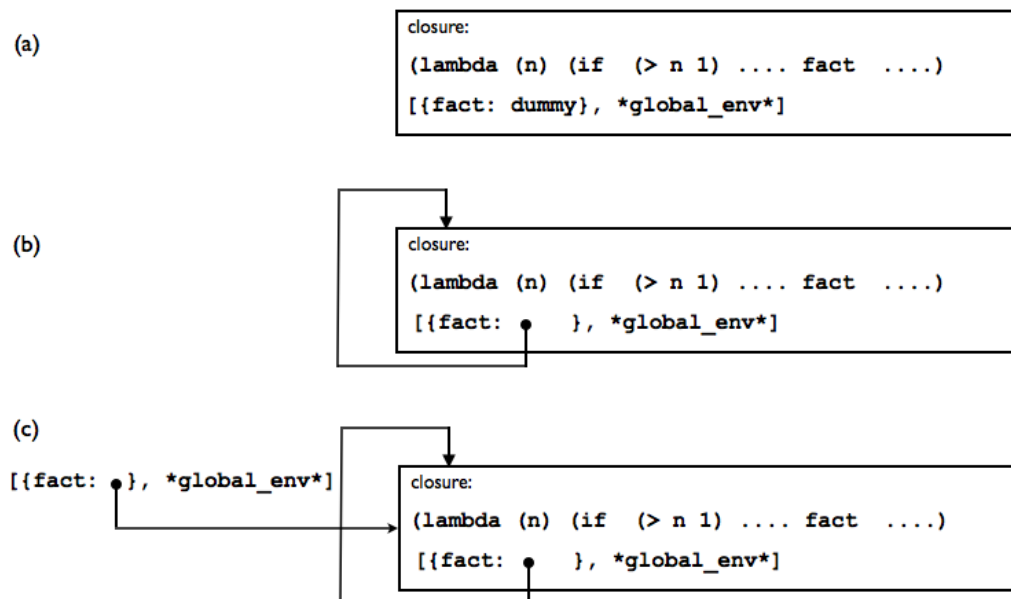 (a)
closure:
(lambda (n) (if (> n 1) .... fact ....)
[{fact: dummy}, *global_env*]
(b)
closure:
(lambda (n) (if (> n 1) .... fact ....)
[{fact: }, *global_env*]
(c)
[{fact: }, *global_env*]
closure:
(lambda (n) (if (> n 1) .... fact ....)
[{fact: }, *global_env*]